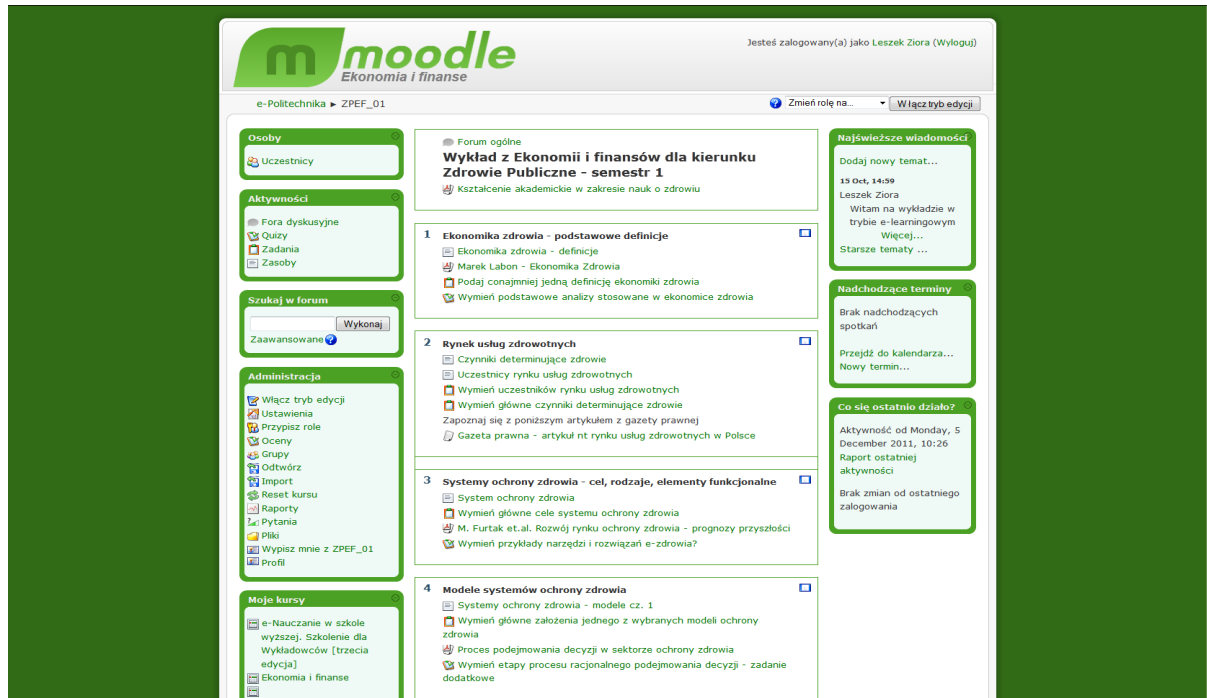 m moodle
Ekonomia i finanse
Jesteś zalogowany(a) jako Leszek Ziora (Wyloguj)
e-Politechnika ► ZPEF_01
Zmień rolę na...
Włącz tryb edycji
Osoby
Uczestnicy
Aktywności
Fora dyskusyjne
Quizy
Zadania
Zasoby
Szukaj w forum
Wykonaj
Zaawansowane
Administracja
Włącz tryb edycji
Ustawienia
Przypisz role
Oceny
Grupy
Odtwórz
Import
Reset kursu
Raporty
Pytania
Pliki
Wypisz mnie z ZPEF_01
Profil
Moje kursy
e-Nauczanie w szkole
wyższej. Szkolenie dla
Wykładowców [trzecia
edycja]
Ekonomia i finanse
Forum ogólne
Wykład z Ekonomii i finansów dla kierunku
Zdrowie Publiczne - semestr 1
Kształcenie akademickie w zakresie nauk o zdrowiu
1 Ekonomika zdrowia - podstawowe definicje
Ekonomika zdrowia - definicje
Marek Labon - Ekonomika Zdrowia
Podaj conajmniej jedną definicję ekonomiki zdrowia
Wymień podstawowe analizy stosowane w ekonomice zdrowia
2 Rynek usług zdrowotnych
Czynniki determinujące zdrowie
Uczestnicy rynku usług zdrowotnych
Wymień uczestników rynku usług zdrowotnych
Wymień główne czynniki determinujące zdrowie
Zapoznaj się z poniższym artykułem z gazety prawnej
Gazeta prawna - artykuł nt rynku usług zdrowotnych w Polsce
3 Systemy ochrony zdrowia - cel, rodzaje, elementy funkcjonalne
System ochrony zdrowia
Wymień główne cele systemu ochrony zdrowia
M. Furtak et.al. Rozwój rynku ochrony zdrowia - prognozy przyszłości
Wymień przykłady narzędzi i rozwiązań e-zdrowia?
4 Modele systemów ochrony zdrowia
Systemy ochrony zdrowia - modele cz. 1
Wymień główne założenia jednego z wybranych modeli ochrony
zdrowia
Proces podejmowania decyzji w sektorze ochrony zdrowia
Wymień etapy procesu racjonalnego podejmowania decyzji - zadanie
dodatkowe
Najświeższe wiadomości
Dodaj nowy temat...
15 Oct, 14:59
Leszek Ziora
Witam na wykładzie w
trybie e-learningowym
Więcej...
Starsze tematy ...
Nadchodzące terminy
Brak nadchodzących
spotkań
Przejdź do kalendarza...
Nowy termin...
Co się ostatnio działo?
Aktywność od Monday, 5
December 2011, 10:26
Raport ostatniej
aktywności
Brak zmian od ostatniego
zalogowania